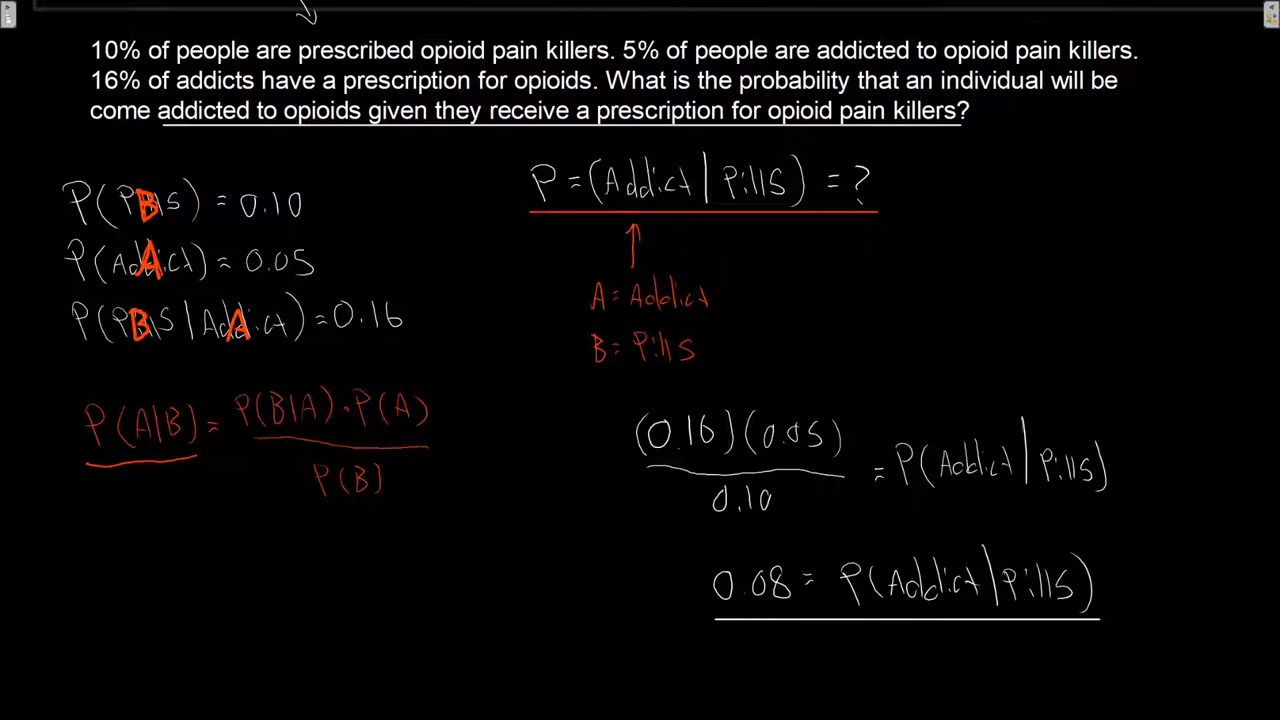 10% of people are prescribed opioid pain killers. 5% of people are addicted to opioid pain killers.
16% of addicts have a prescription for opioids. What is the probability that an individual will be
come addicted to opioids given they receive a prescription for opioid pain killers?
P = (Addict | Pills) = ?
P(Pills) = 0.10
B
P(Addict) = 0.05
A
P(Pills | Addict) = 0.16
B A
A = Addict
B = Pills
P(A|B) = P(B|A) · P(A)
P(B)
(0.16)(0.05)
0.10
= P(Addict | Pills)
0.08 = P(Addict | Pills)